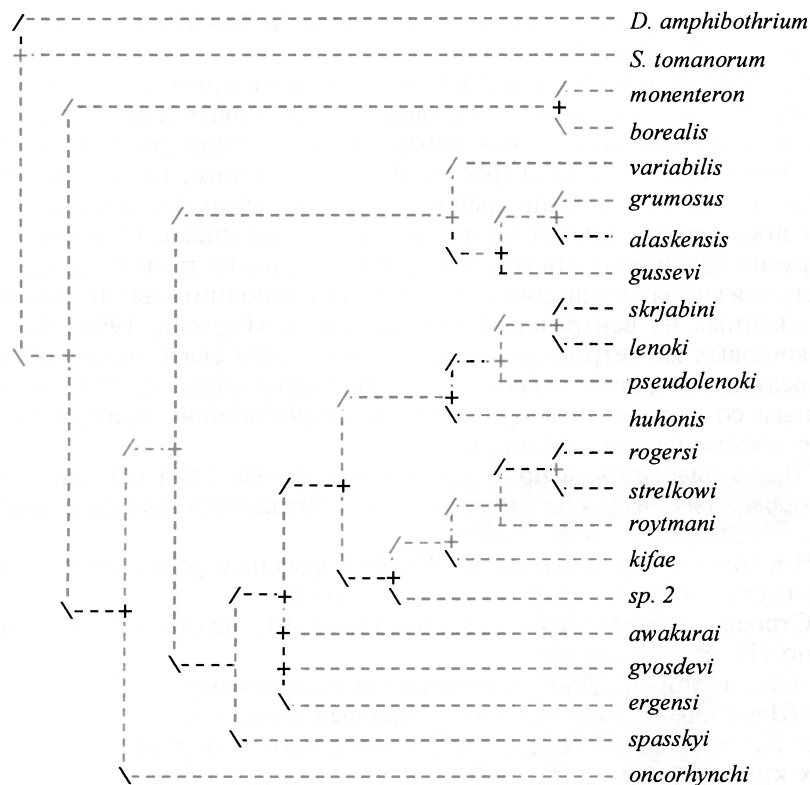 D. amphibothrium
S. tomanorum
monenteron
borealis
variabilis
grumosus
alaskensis
gussevi
skrjabini
lenoki
pseudolenoki
huhonis
rogersi
strelkowi
roytmani
kifae
sp. 2
awakurai
gvosdevi
ergensi
spasskyi
oncorhynchi